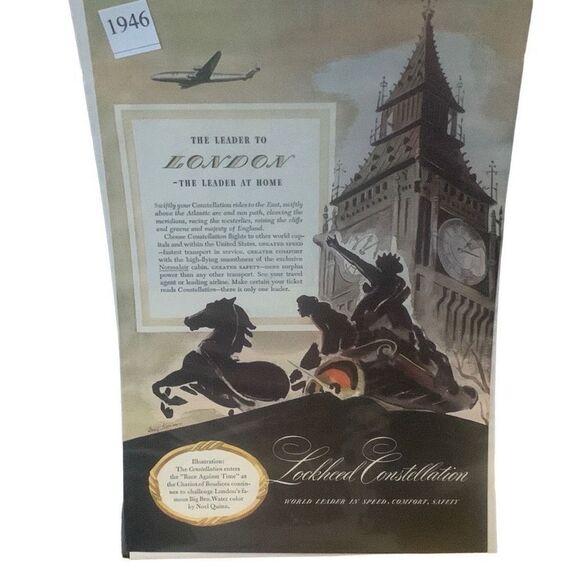 1946
THE LEADER TO
LONDON
—THE LEADER AT HOME
Swiftly your Constellation rides to the East, swiftly
above the Atlantic arc and sun path, cleaving the
meridians, racing the westerlies, raising the cliffs
and greens and majesty of England.
Choose Constellation flights to other world cap-
itals and within the United States. GREATER SPEED
—fastest transport in service. GREATER COMFORT
with the high-flying smoothness of the exclusive
Normalair cabin. GREATER SAFETY—more surplus
power than any other transport. See your travel
agent or leading airline. Make certain your ticket
reads Constellation—there is only one leader.
Illustration:
The Constellation enters
the "Race Against Time" as
the Chariot of Boadicea contin-
ues to challenge London's fa-
mous Big Ben. Water color
by Noel Quinn.
Lockheed Constellation
WORLD LEADER IN SPEED, COMFORT, SAFETY